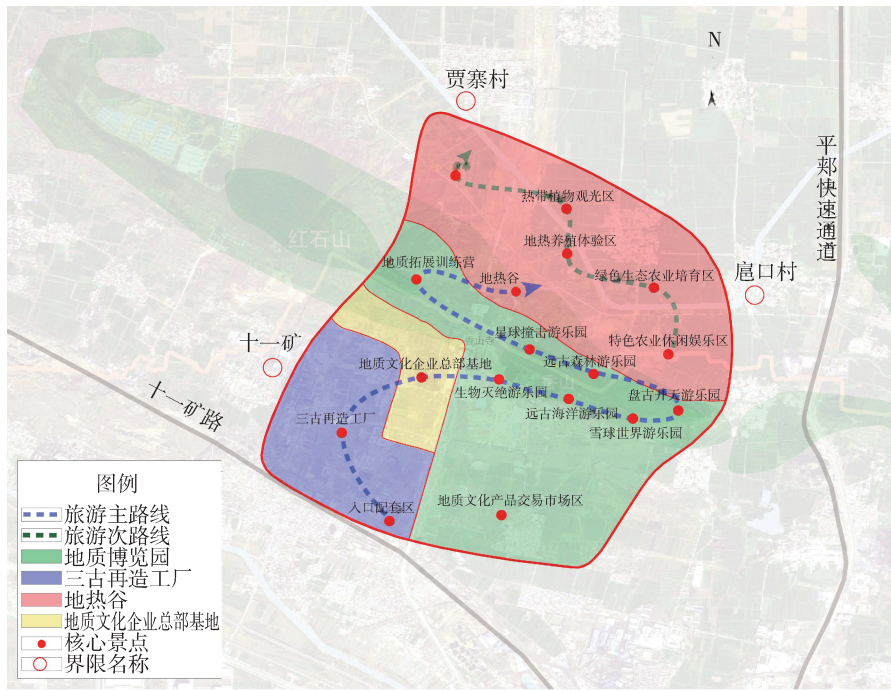 N
贾寨村
平郏快速通道
热带植物观光区
红石山
地热养殖体验区
地质拓展训练营
地热谷
绿色生态农业培育区
扈口村
星球撞击游乐园
十一矿
特色农业休闲娱乐区
地质文化企业总部基地
远古森林游乐园
生物灭绝游乐园
盘古开天游乐园
十一矿路
三古再造工厂
远古海洋游乐园
雪球世界游乐园
地质文化产品交易市场区
入口配套区
图例
旅游主路线
旅游次路线
地质博览园
三古再造工厂
地热谷
地质文化企业总部基地
核心景点
界限名称